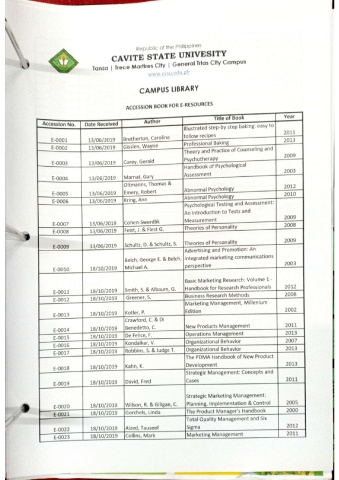 Republic of the Philippines
CAVITE STATE UNIVESITY
Tanza | Trece Martires City | General Trias City Campus
www.cvsu.edu.ph
CAMPUS LIBRARY
ACCESSION BOOK FOR E-RESOURCES
Accession No. Date Received Author Title of Book Year
E-0001 13/06/2019 Brotherton, Caroline Illustrated step by step baking: easy to follow recipes 2011
E-0002 13/06/2019 Gisslen, Wayne Professional Baking
E-0003 13/06/2019 Corey, Gerald Theory and Practice of Counseling and Psychotherapy 2009
E-0004 13/06/2019 Marnat, Gary Handbook of Psychological Assessment 2003
E-0005 13/06/2019 Oltmanns, Thomas & Emery, Robert Abnormal Psychology 2012
E-0006 13/06/2019 Kring, Ann Abnormal Psychology 2010
E-0007 13/06/2019 Cohen-Swerdlik Psychological Testing and Assessment: An Introduction to Tests and Measurement 2009
E-0008 13/06/2019 Feist, J. & Fiest G. Theories of Personality 2008
E-0009 13/06/2019 Schultz, D. & Schultz, S. Theories of Personality 2009
E-0010 18/10/2019 Belch, George E. & Belch, Michael A. Advertising and Promotion: An integrated marketing communications perspective 2003
18/10/2019 Smith, S. & Albaum, G. Basic Marketing Research: Volume 1 - Handbook for Research Professionals 2012
E-0012 18/10/2019 Greener, S. Business Research Methods 2008
E-0013 18/10/2019 Kotler, P. Marketing Management, Millenium Edition 2002
E-0014 18/10/2019 Crawford, C. & Di Benedetto, C. New Products Management 2011
E-0015 18/10/2019 De Felice, F. Operations Management 2013
E-0016 18/10/2019 Kondalkar, V. Organizational Behavior 2007
E-0017 18/10/2019 Robbins, S. & Judge T. Organizational Behavior 2013
E-0018 18/10/2019 Kahn, K. The PDMA Handbook of New Product Development 2013
E-0019 18/10/2019 David, Fred Strategic Management: Concepts and Cases 2011
E-0020 18/10/2019 Wilson, R. & Giligan, C. Strategic Marketing Management: Planning, Implementation & Control 2005
E-0021 18/10/2019 Gorchels, Linda The Product Manager's Handbook 2000
E-0022 18/10/2019 Aized, Tauseef Total Quality Management and Six Sigma 2012
E-0023 18/10/2019 Collins, Mark Marketing Management 2011